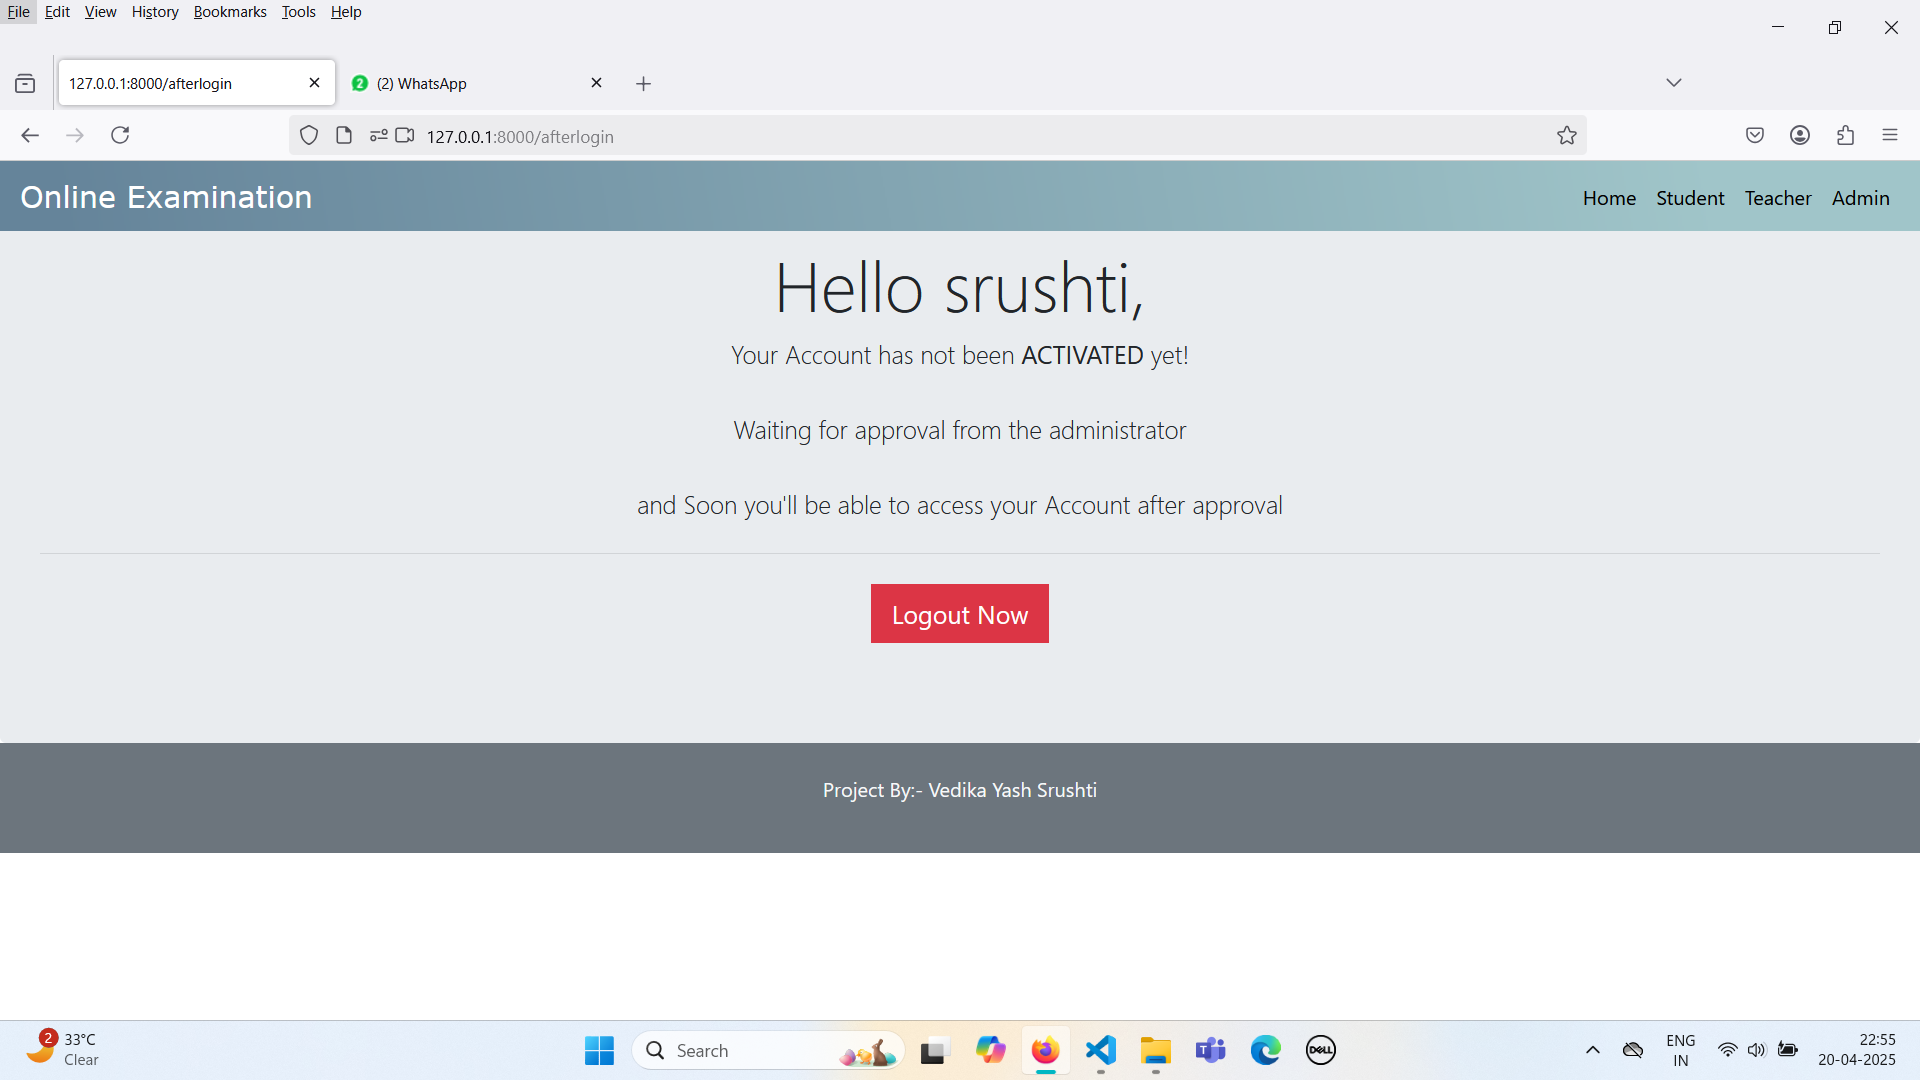 File Edit View History Bookmarks Tools Help
127.0.0.1:8000/afterlogin
2 (2) WhatsApp
127.0.0.1:8000/afterlogin
Online Examination
Home Student Teacher Admin
Hello srushti,
Your Account has not been ACTIVATED yet!
Waiting for approval from the administrator
and Soon you'll be able to access your Account after approval
Logout Now
Project By:- Vedika Yash Srushti
2
33°C
Clear
Search
T
DELL
ENG
IN
22:55
20-04-2025